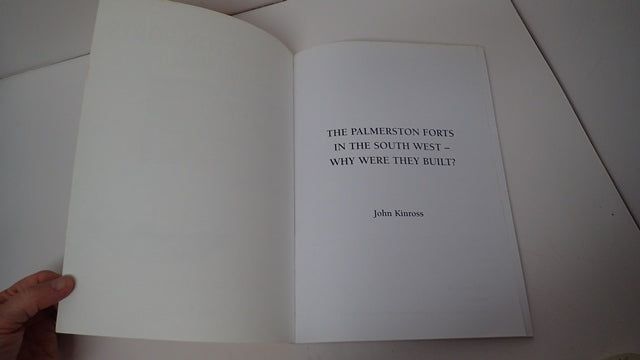 THE PALMERSTON FORTS
IN THE SOUTH WEST –
WHY WERE THEY BUILT?
John Kinross